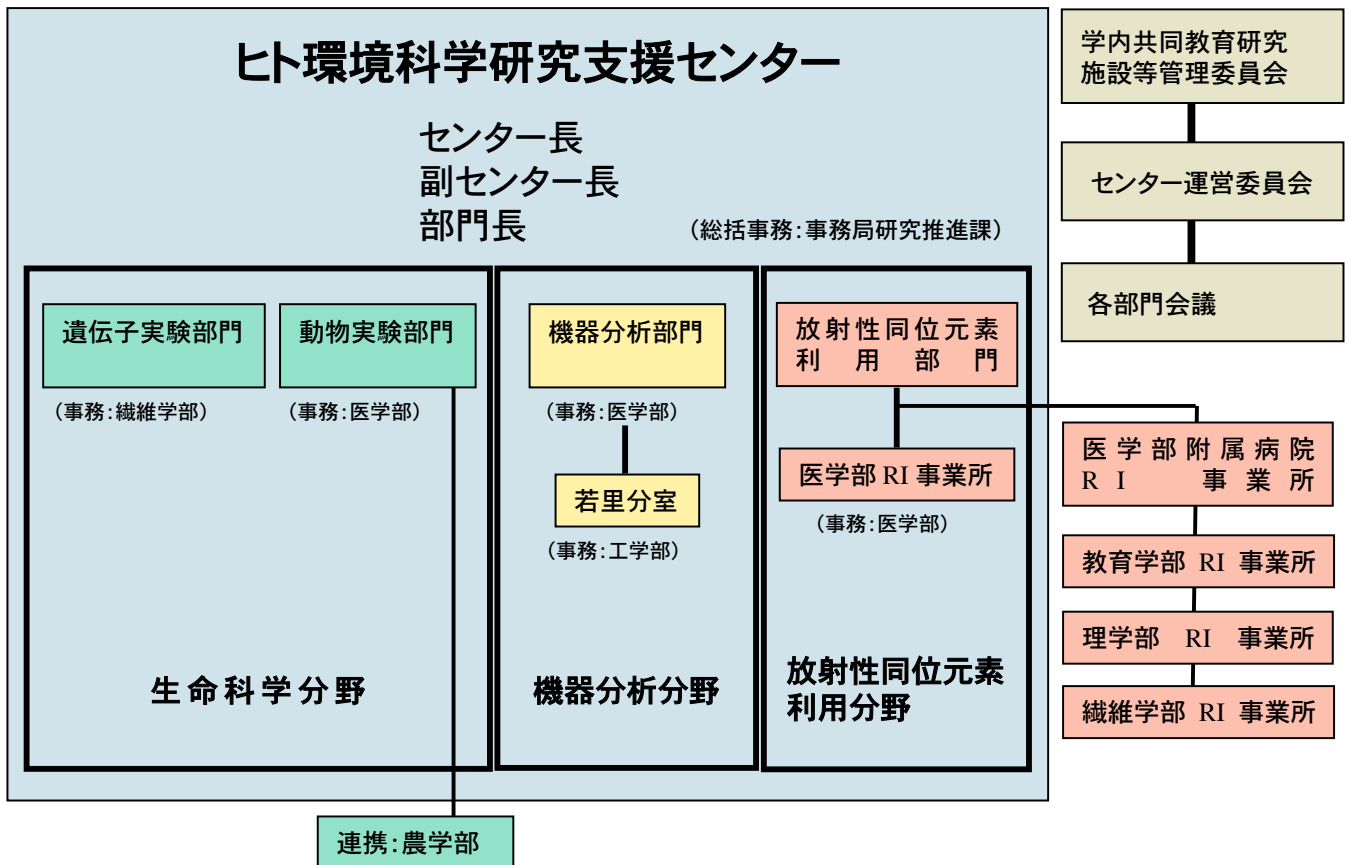 ヒト環境科学研究支援センター
センター長
副センター長
部門長
（総括事務：事務局研究推進課）
遺伝子実験部門
（事務：繊維学部）
動物実験部門
（事務：医学部）
生命科学分野
連携：農学部
機器分析部門
（事務：医学部）
若里分室
（事務：工学部）
機器分析分野
放射性同位元素
利用部門
医学部 RI 事業所
（事務：医学部）
放射性同位元素
利用分野
学内共同教育研究
施設等管理委員会
センター運営委員会
各部門会議
医学部附属病院
RI 事業所
教育学部 RI 事業所
理学部 RI 事業所
繊維学部 RI 事業所